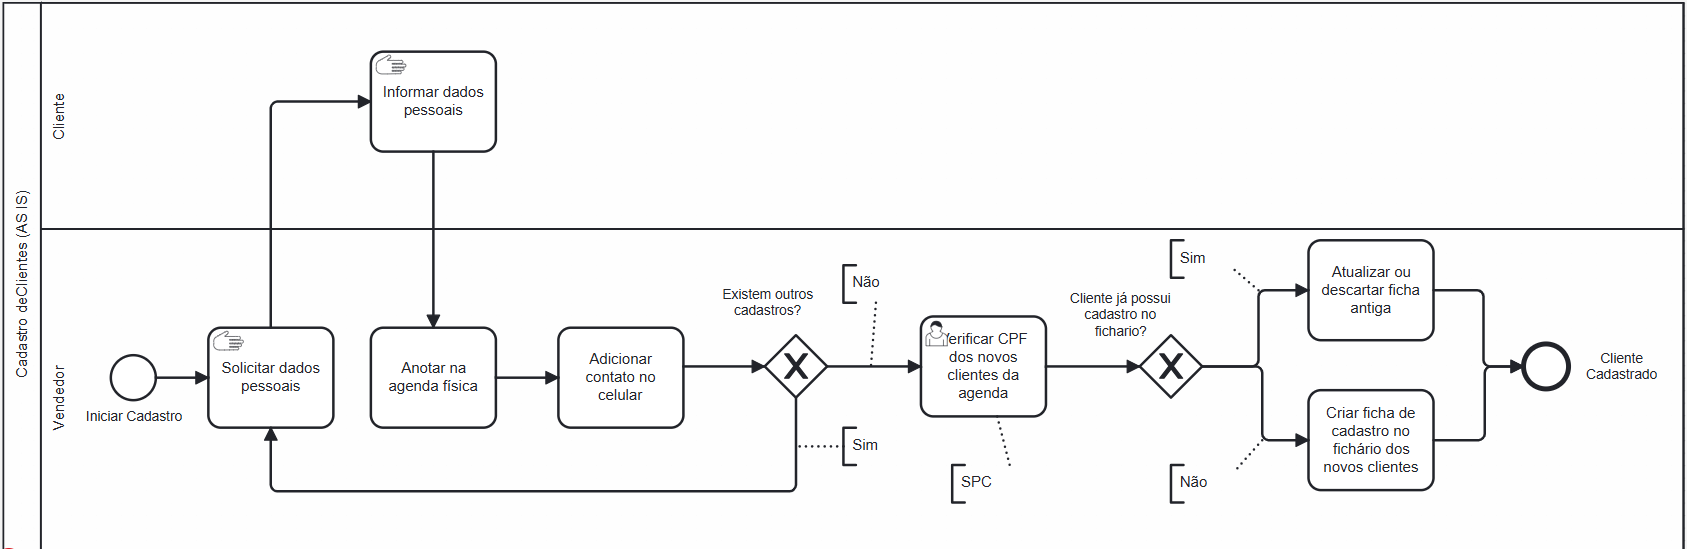 Cadastro deClientes (AS IS)
Cliente
Vendedor
Informar dados
pessoais
Iniciar Cadastro
Solicitar dados
pessoais
Anotar na
agenda física
Adicionar
contato no
celular
Existem outros
cadastros?
Não
Sim
Verificar CPF
dos novos
clientes da
agenda
SPC
Cliente já possui
cadastro no
fichario?
Sim
Não
Atualizar ou
descartar ficha
antiga
Criar ficha de
cadastro no
fichário dos
novos clientes
Cliente
Cadastrado